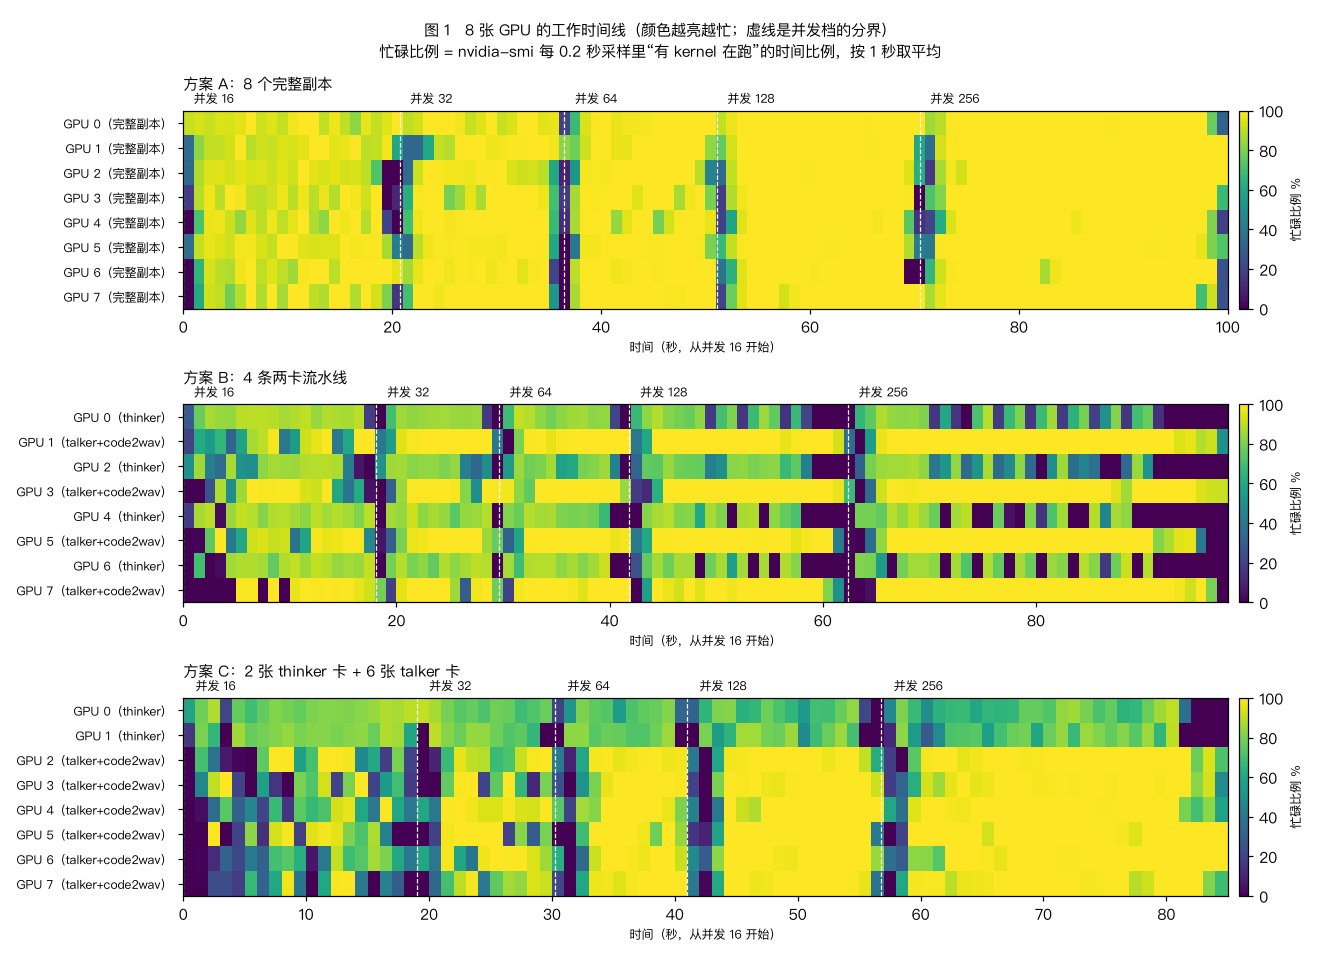 图 1   8 张 GPU 的工作时间线（颜色越亮越忙；虚线是并发档的分界）
忙碌比例 = nvidia-smi 每 0.2 秒采样里“有 kernel 在跑”的时间比例，按 1 秒取平均
方案 A：8 个完整副本
并发 16 并发 32 并发 64 并发 128 并发 256
GPU 0（完整副本）
GPU 1（完整副本）
GPU 2（完整副本）
GPU 3（完整副本）
GPU 4（完整副本）
GPU 5（完整副本）
GPU 6（完整副本）
GPU 7（完整副本）
0 20 40 60 80 100
时间（秒，从并发 16 开始）
100
80
60
40
20
0
忙碌比例 %
方案 B：4 条两卡流水线
并发 16 并发 32 并发 64 并发 128 并发 256
GPU 0（thinker）
GPU 1（talker+code2wav）
GPU 2（thinker）
GPU 3（talker+code2wav）
GPU 4（thinker）
GPU 5（talker+code2wav）
GPU 6（thinker）
GPU 7（talker+code2wav）
0 20 40 60 80
时间（秒，从并发 16 开始）
100
80
60
40
20
0
忙碌比例 %
方案 C：2 张 thinker 卡 + 6 张 talker 卡
并发 16 并发 32 并发 64 并发 128 并发 256
GPU 0（thinker）
GPU 1（thinker）
GPU 2（talker+code2wav）
GPU 3（talker+code2wav）
GPU 4（talker+code2wav）
GPU 5（talker+code2wav）
GPU 6（talker+code2wav）
GPU 7（talker+code2wav）
0 10 20 30 40 50 60 70 80
时间（秒，从并发 16 开始）
100
80
60
40
20
0
忙碌比例 %